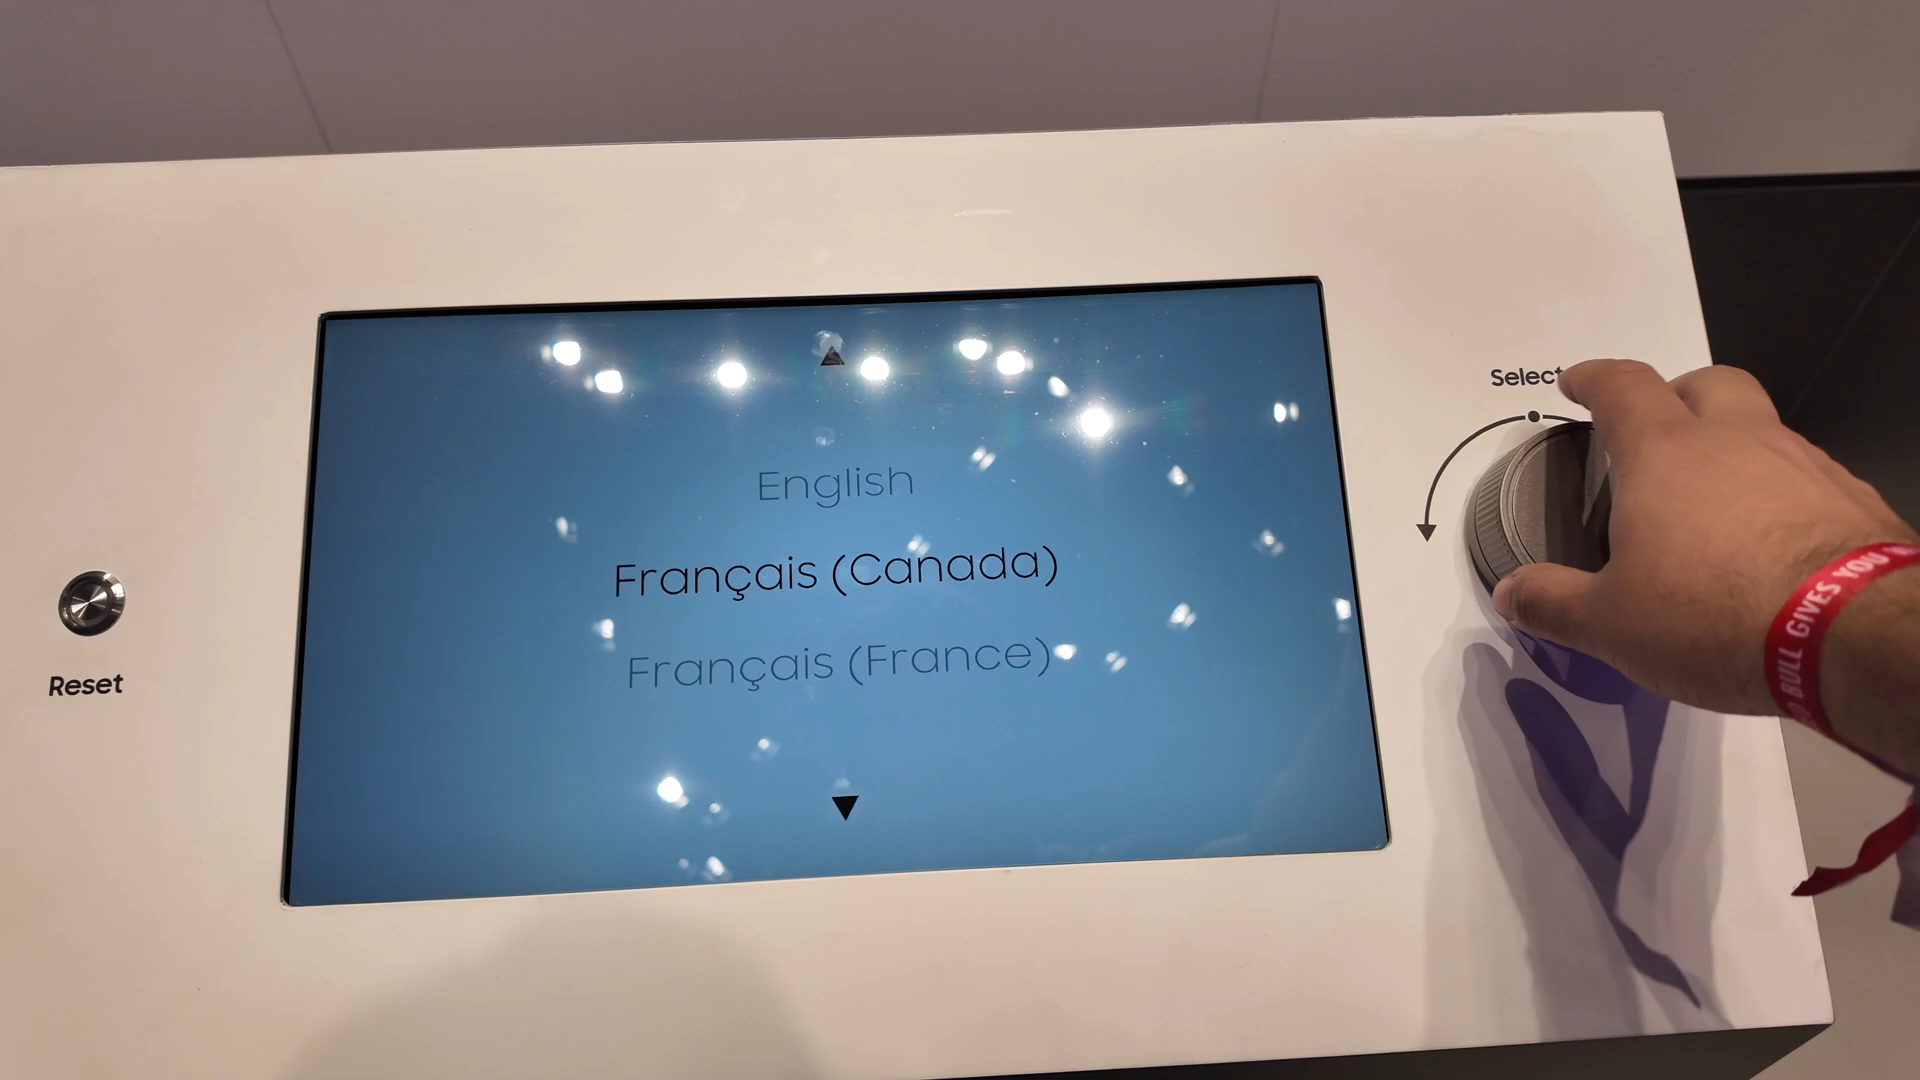 Select
English
Français (Canada)
Français (France)
Reset
BULL GIVES YOU